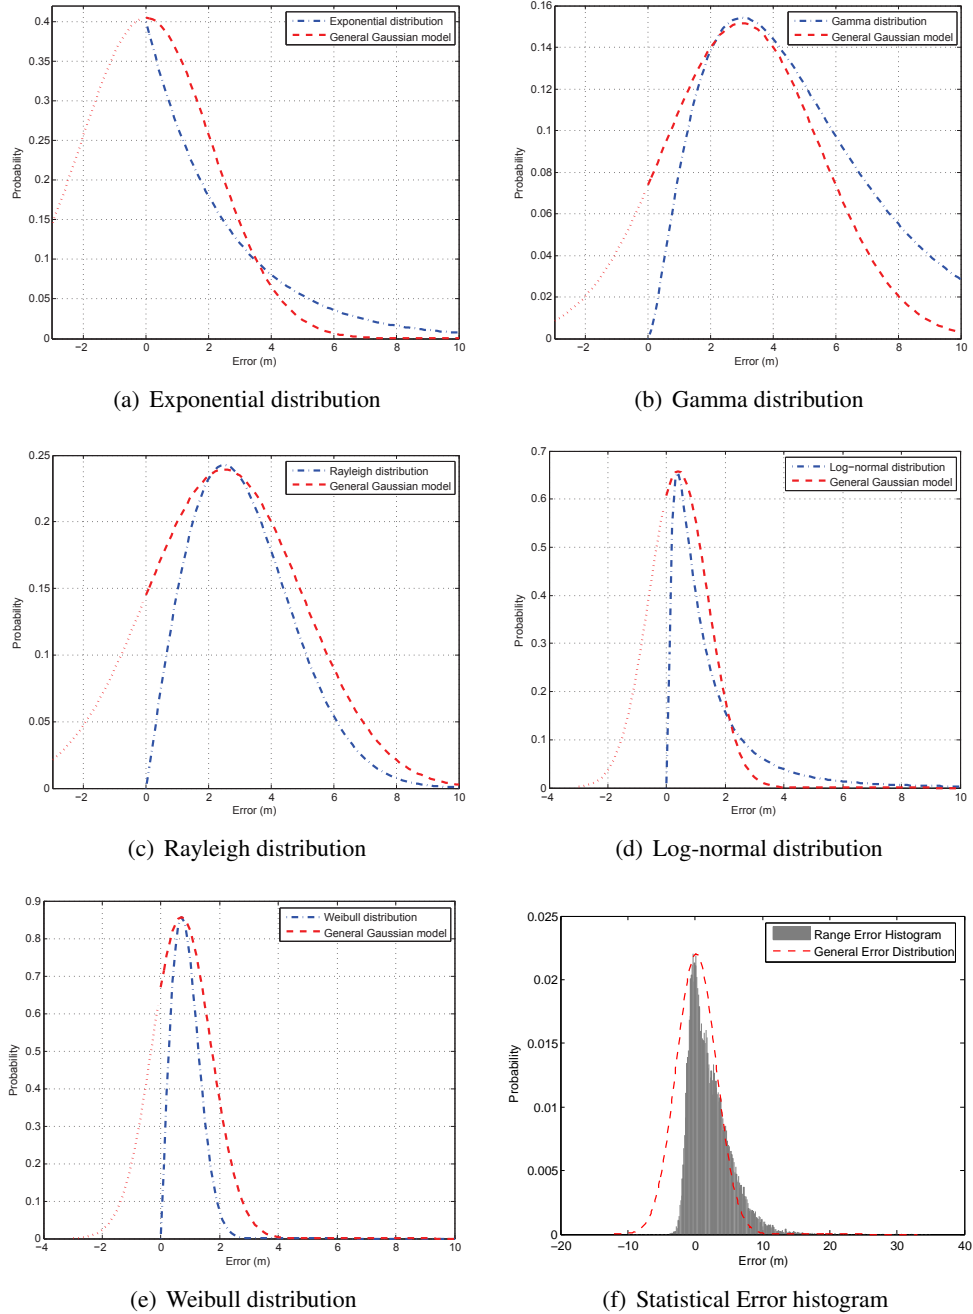 Exponential distribution
General Gaussian model
0.4
0.35
0.3
0.25
0.2
0.15
0.1
0.05
0
Probability
−2 0 2 4 6 8 10
Error (m)
(a) Exponential distribution
Gamma distribution
General Gaussian model
0.16
0.14
0.12
0.1
0.08
0.06
0.04
0.02
0
Probability
−2 0 2 4 6 8 10
Error (m)
(b) Gamma distribution
Rayleigh distribution
General Gaussian model
0.25
0.2
0.15
0.1
0.05
0
Probability
−2 0 2 4 6 8 10
Error (m)
(c) Rayleigh distribution
Log−normal distribution
General Gaussian model
0.7
0.6
0.5
0.4
0.3
0.2
0.1
0
Probability
−4 −2 0 2 4 6 8 10
Error (m)
(d) Log-normal distribution
Weibull distribution
General Gaussian model
0.9
0.8
0.7
0.6
0.5
0.4
0.3
0.2
0.1
0
Probability
−4 −2 0 2 4 6 8 10
Error (m)
(e) Weibull distribution
Range Error Histogram
General Error Distribution
0.025
0.02
0.015
0.01
0.005
0
Probability
−20 −10 0 10 20 30 40
Error (m)
(f) Statistical Error histogram